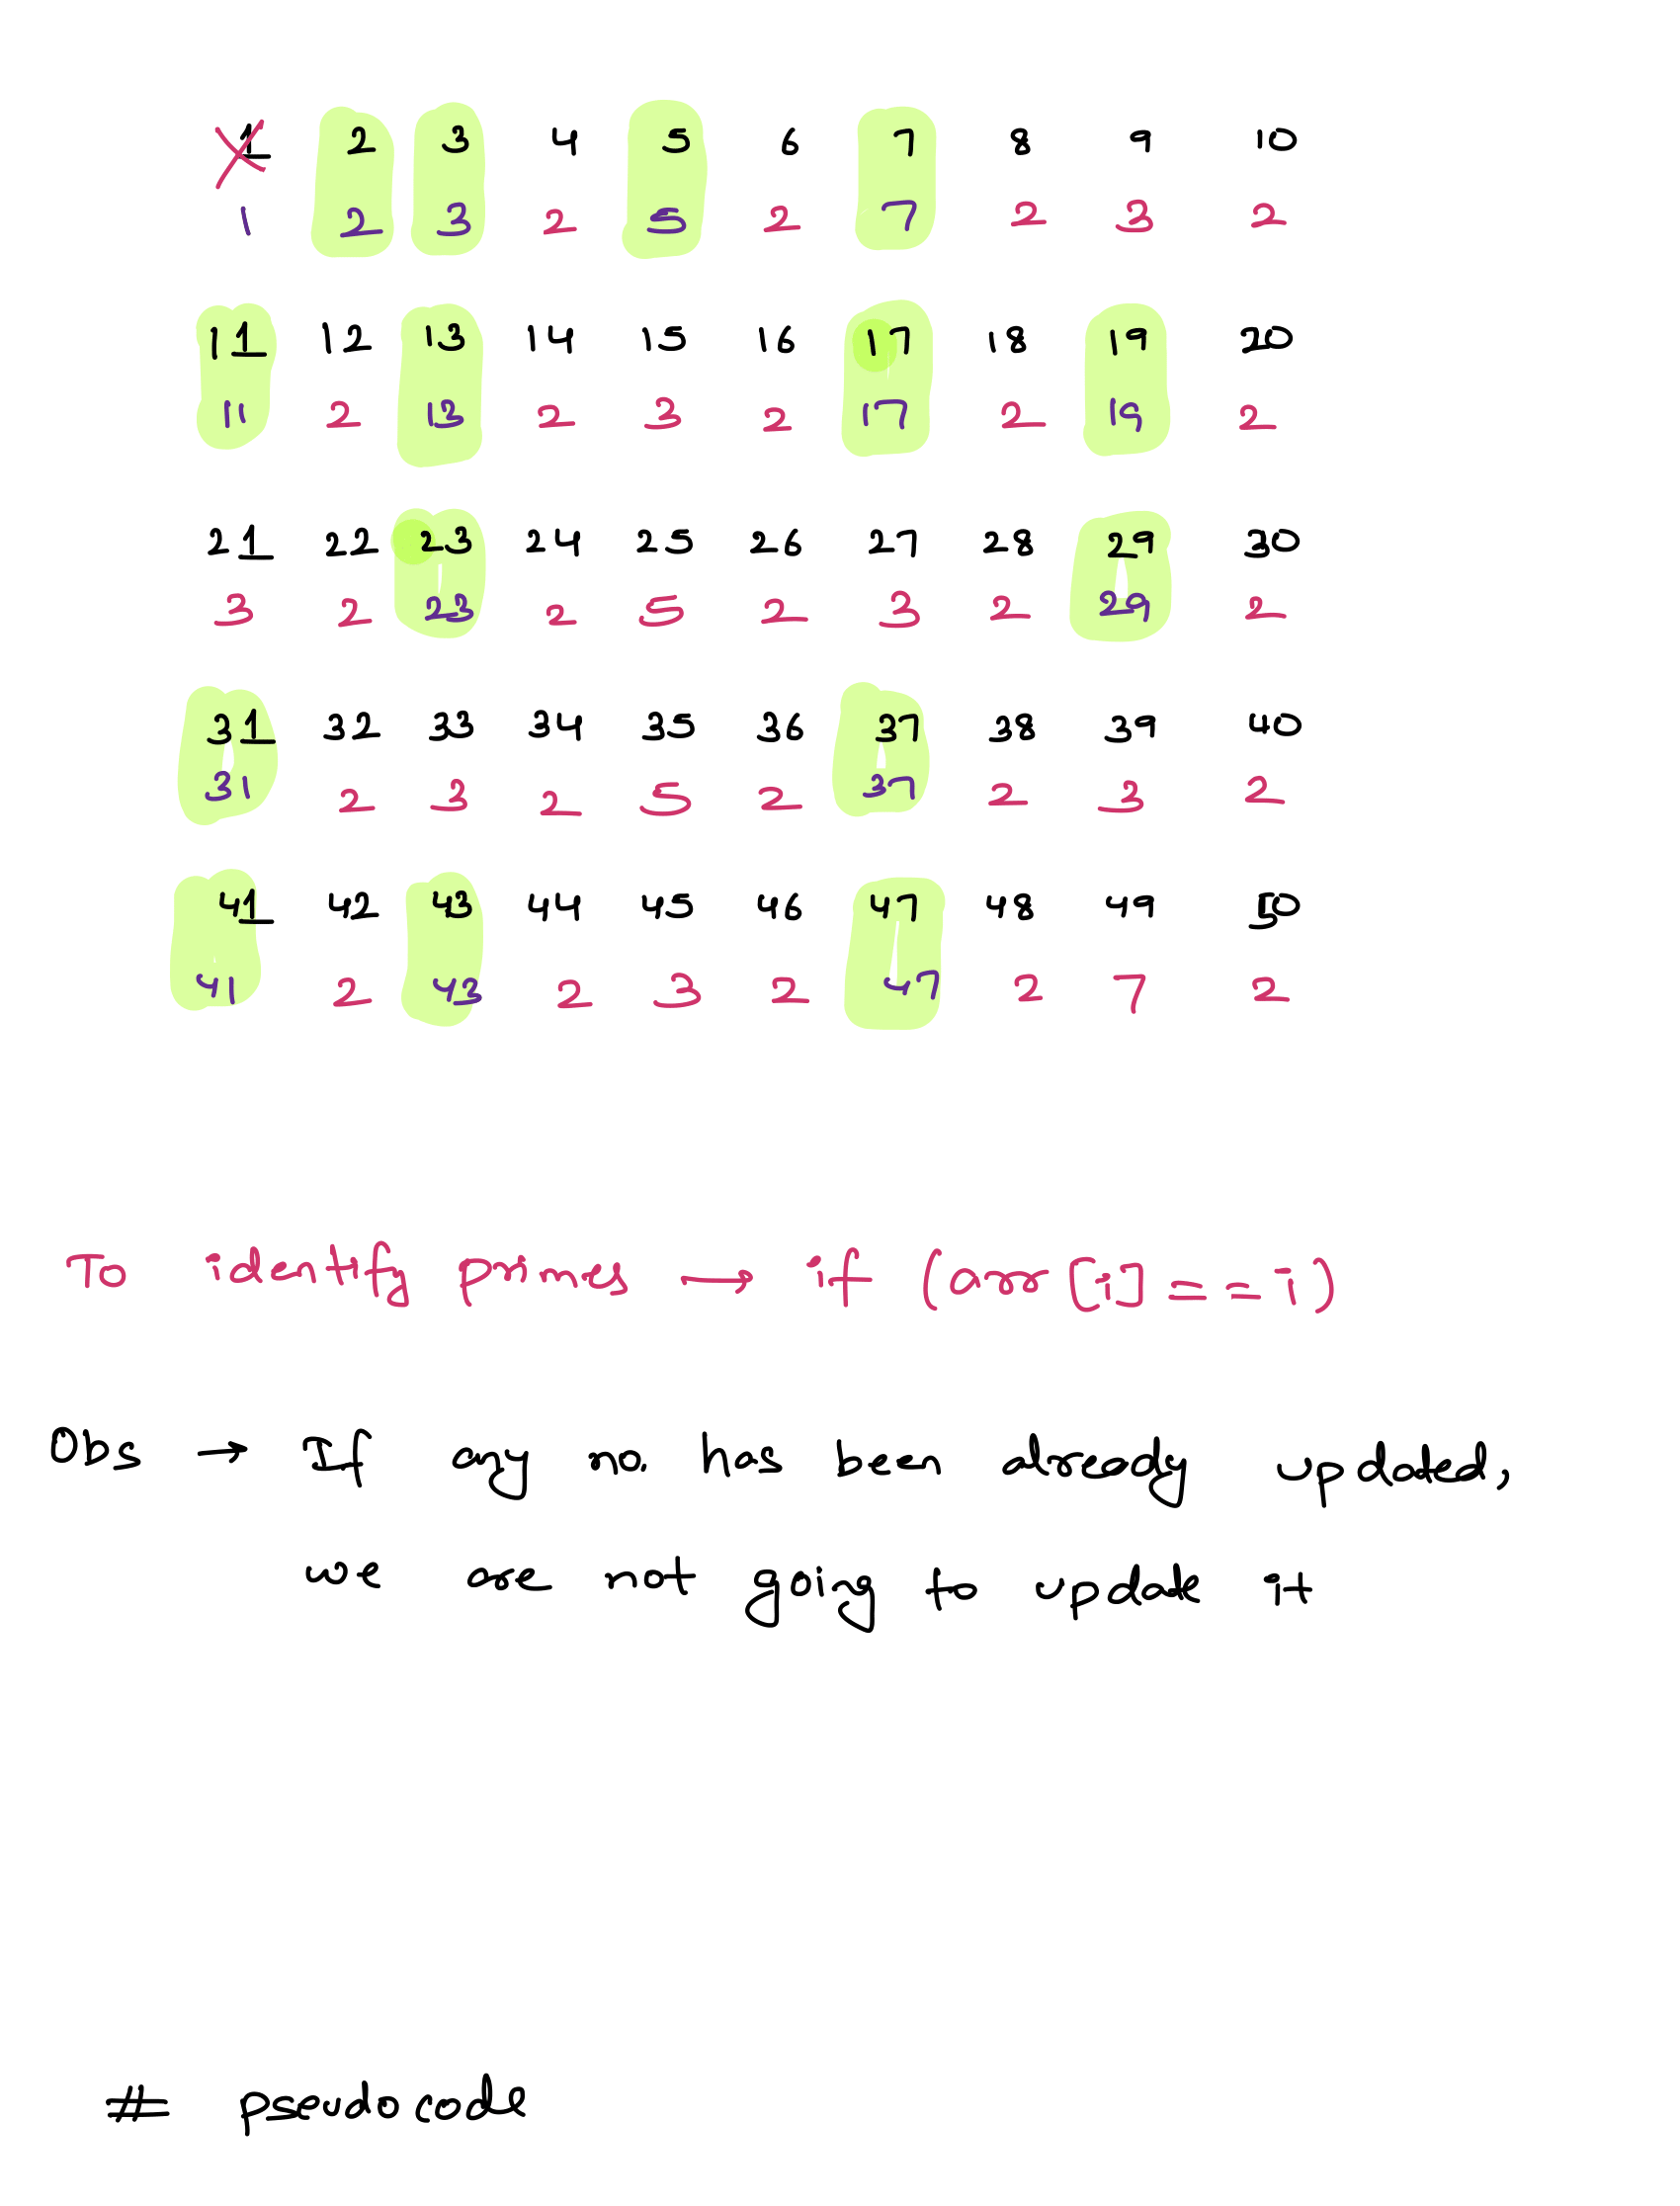 1 2 3 4 5 6 7 8 9 10
1 2 3 2 5 2 7 2 3 2
11 12 13 14 15 16 17 18 19 20
11 2 13 2 3 2 17 2 19 2
21 22 23 24 25 26 27 28 29 30
3 2 23 2 5 2 3 2 29 2
31 32 33 34 35 36 37 38 39 40
31 2 3 2 5 2 37 2 3 2
41 42 43 44 45 46 47 48 49 50
41 2 43 2 3 2 47 2 7 2
To identify primes → if (arr[i] == i)
Obs → If any no. has been already updated,
we are not going to update it
# pseudocode